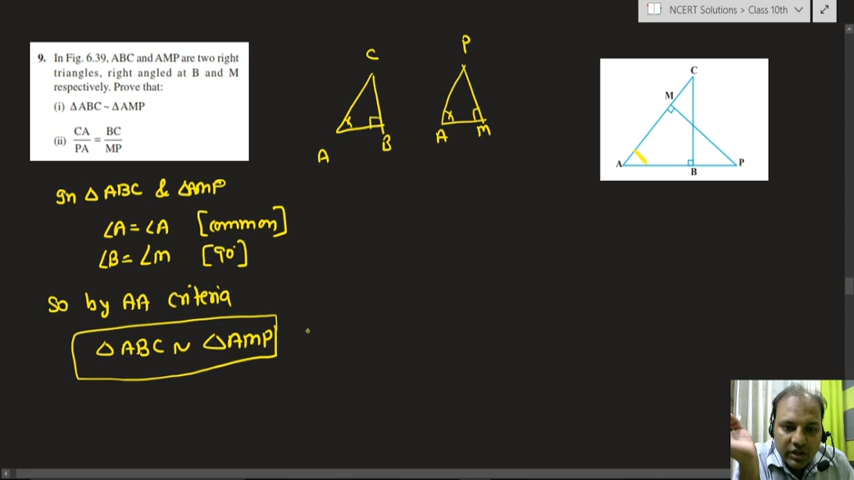 NCERT Solutions > Class 10th
9. In Fig. 6.39, ABC and AMP are two right
triangles, right angled at B and M
respectively. Prove that:
(i) ΔABC ~ ΔAMP
(ii) CA/PA = BC/MP
C
A
B
P
x
A
M
C
M
A
B
P
In Δ ABC & ΔAMP
∠A = ∠A [common]
∠B = ∠M [90°]
So by AA criteria
Δ ABC ~ ΔAMP